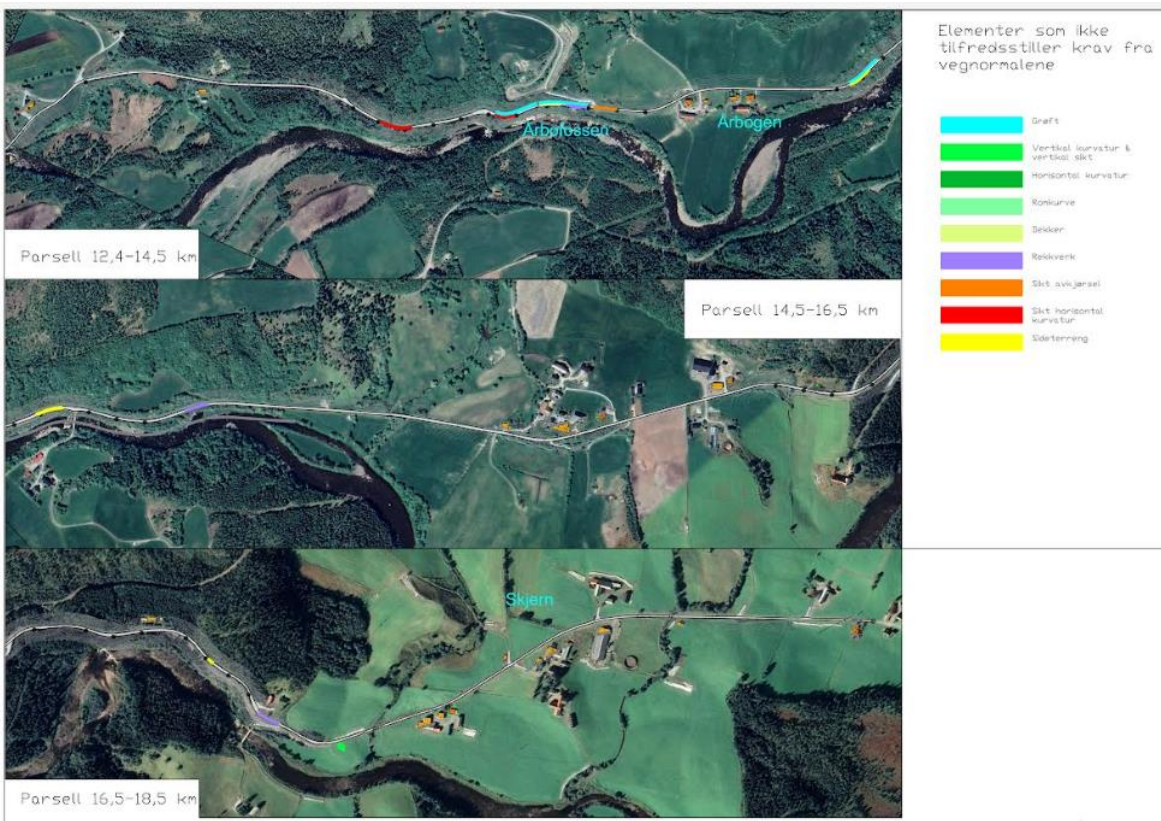 Elementer som ikke
tilfredsstiller krav fra
vegnormalene
Grøft
Vertikal kurvatur &
vertikal sikt
Horisontal kurvatur
Romkurve
Bekker
Rekkverk
Sikt avkjørsel
Sikt horisontal
kurvatur
Sideterreng
Årbofossen
Årbogen
Parsell 12,4-14,5 km
Parsell 14,5-16,5 km
Skjern
Parsell 16,5-18,5 km